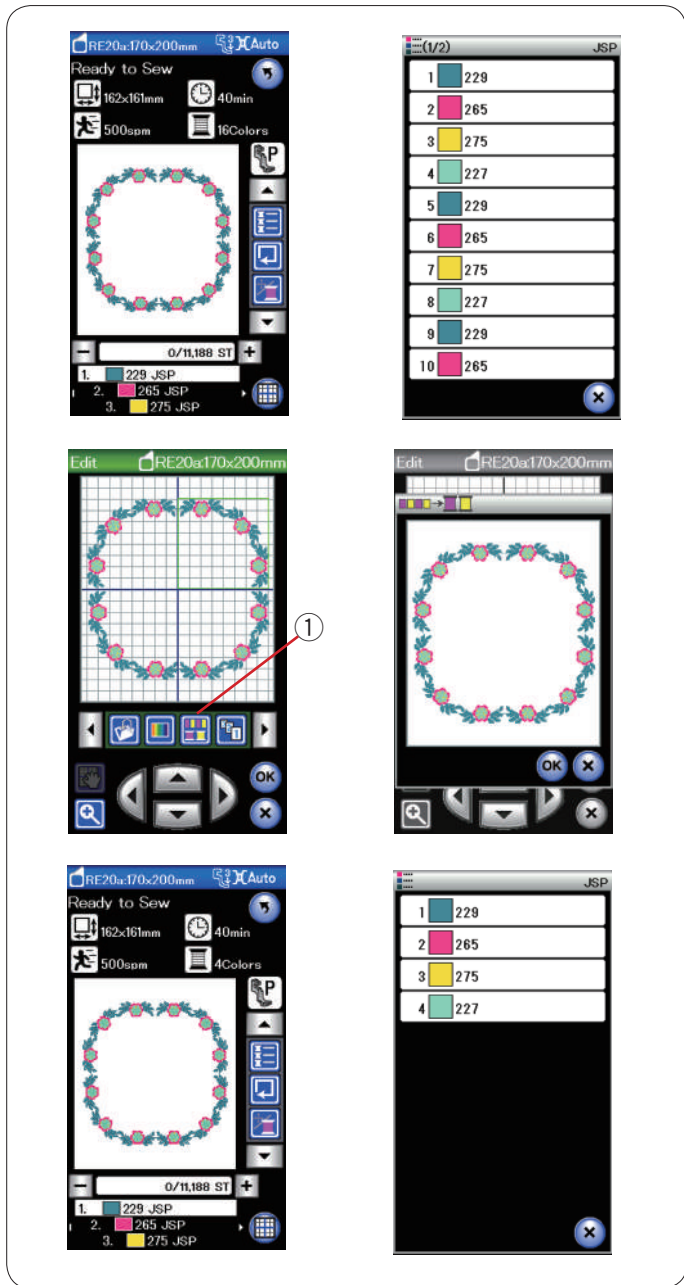 RE20a:170x200mm Auto
Ready to Sew
162x161mm 40min
500spm 16Colors
P
0/11,188 ST
1. 229 JSP
2. 265 JSP
3. 275 JSP
(1/2) JSP
1 229
2 265
3 275
4 227
5 229
6 265
7 275
8 227
9 229
10 265
Edit RE20a:170x200mm
1
OK
Edit RE20a:170x200mm
OK
RE20a:170x200mm Auto
Ready to Sew
162x161mm 40min
500spm 4Colors
P
0/11,188 ST
1. 229 JSP
2. 265 JSP
3. 275 JSP
JSP
1 229
2 265
3 275
4 227